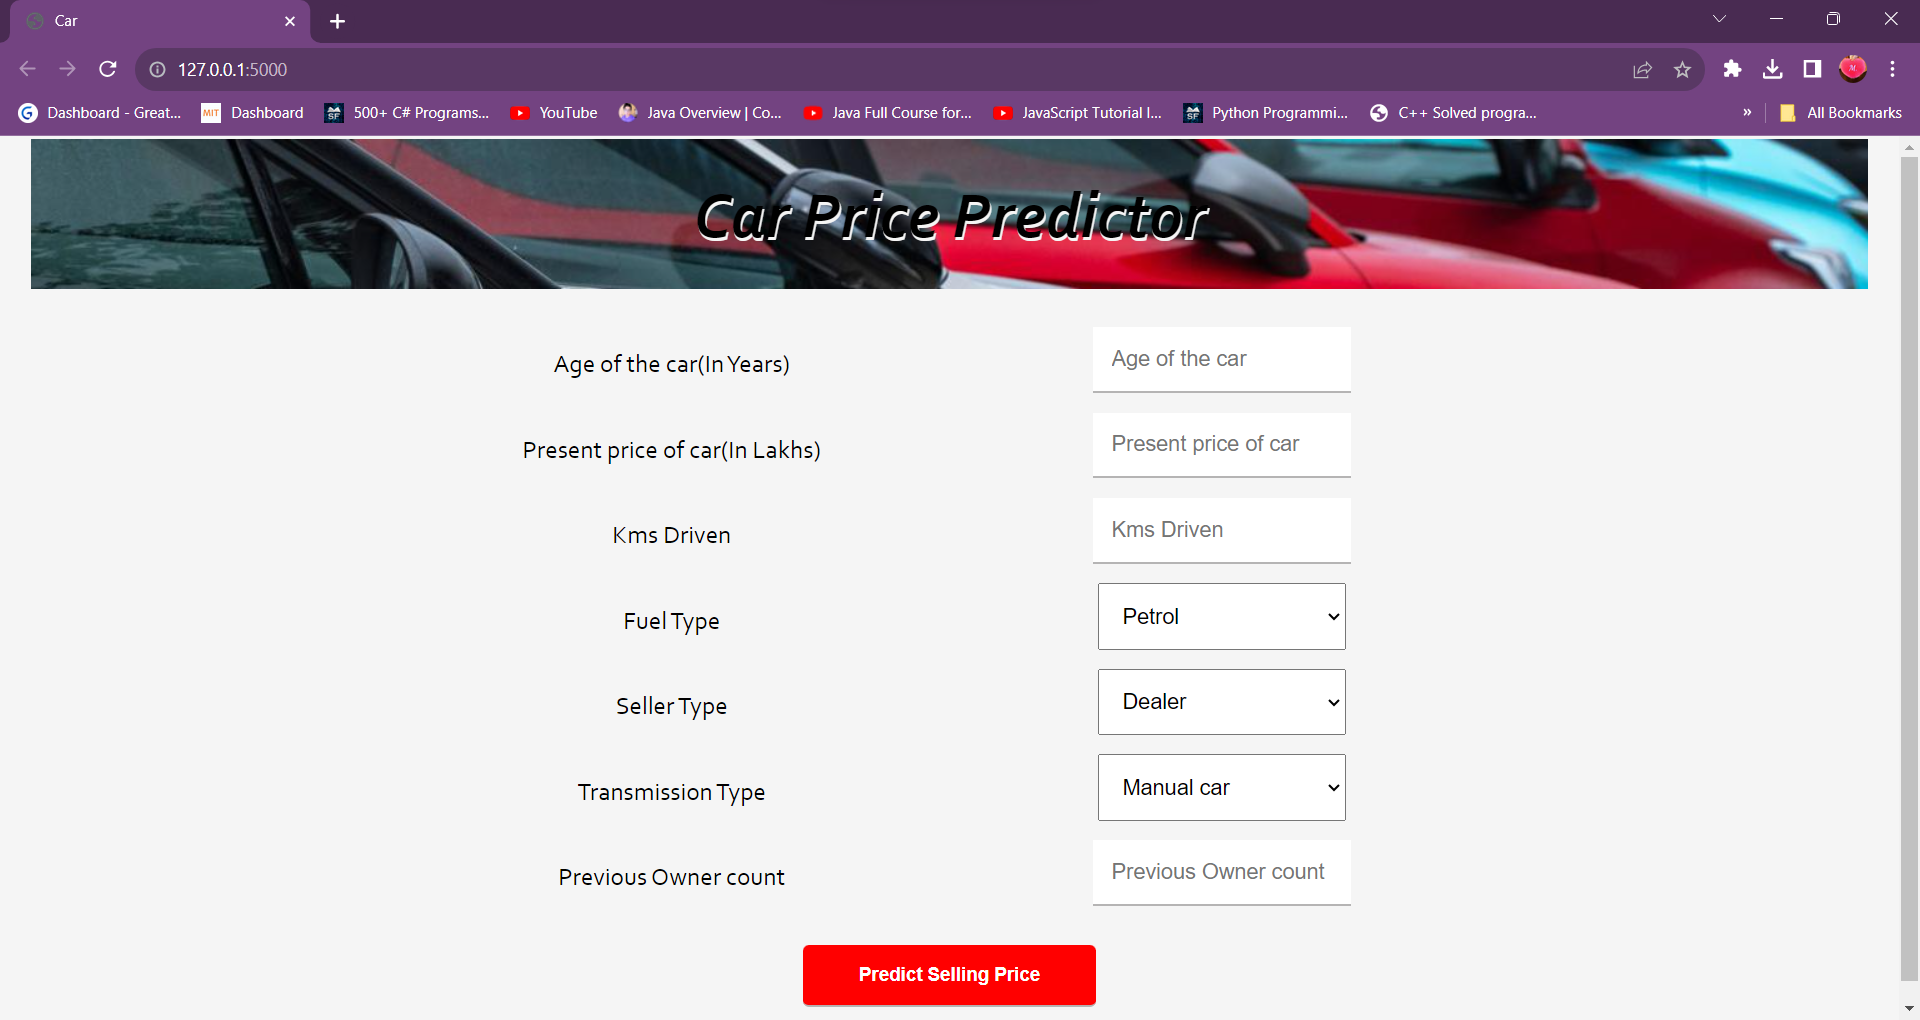 Car
127.0.0.1:5000
Dashboard - Great...
MIT
Dashboard
SF
500+ C# Programs...
YouTube
Java Overview | Co...
Java Full Course for...
JavaScript Tutorial I...
SF
Python Programmi...
C++ Solved progra...
»
All Bookmarks
Car Price Predictor
Age of the car(In Years)
Age of the car
Present price of car(In Lakhs)
Present price of car
Kms Driven
Kms Driven
Fuel Type
Petrol
Seller Type
Dealer
Transmission Type
Manual car
Previous Owner count
Previous Owner count
Predict Selling Price